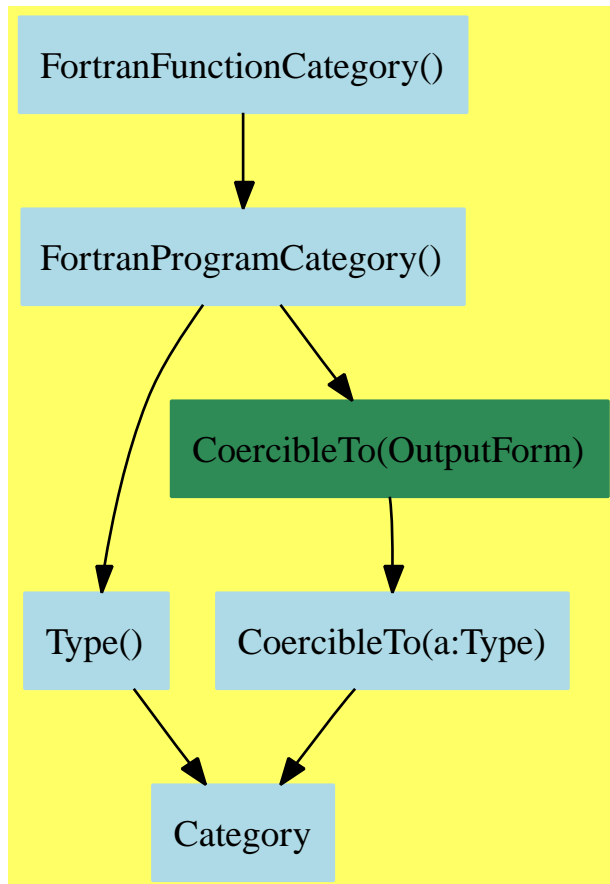 FortranFunctionCategory()
FortranProgramCategory()
CoercibleTo(OutputForm)
Type()
CoercibleTo(a:Type)
Category